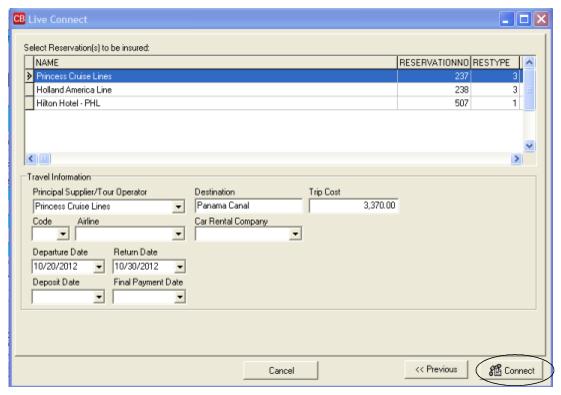 CB Live Connect
Select Reservation(s) to be insured:
NAME RESERVATIONNO RESTYPE
Princess Cruise Lines 237 3
Holland America Line 238 3
Hilton Hotel - PHL 507 1
Travel Information
Principal Supplier/Tour Operator Destination Trip Cost
Princess Cruise Lines Panama Canal 3,370.00
Code Airline Car Rental Company
Departure Date Return Date
10/20/2012 10/30/2012
Deposit Date Final Payment Date
Cancel << Previous Connect